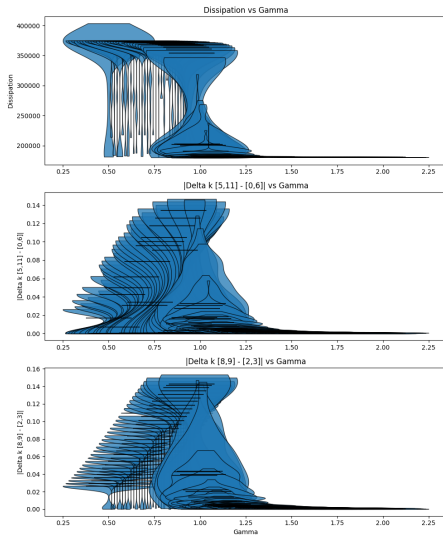 Dissipation vs Gamma
400000
350000
300000
250000
200000
Dissipation
0.25 0.50 0.75 1.00 1.25 1.50 1.75 2.00 2.25
|Delta k [5,11] - [0,6]| vs Gamma
0.14
0.12
0.10
0.08
0.06
0.04
0.02
0.00
|Delta k [5,11] - [0,6]|
0.25 0.50 0.75 1.00 1.25 1.50 1.75 2.00 2.25
|Delta k [8,9] - [2,3]| vs Gamma
0.16
0.14
0.12
0.10
0.08
0.06
0.04
0.02
0.00
|Delta k [8,9] - [2,3]|
0.25 0.50 0.75 1.00 1.25 1.50 1.75 2.00 2.25
Gamma